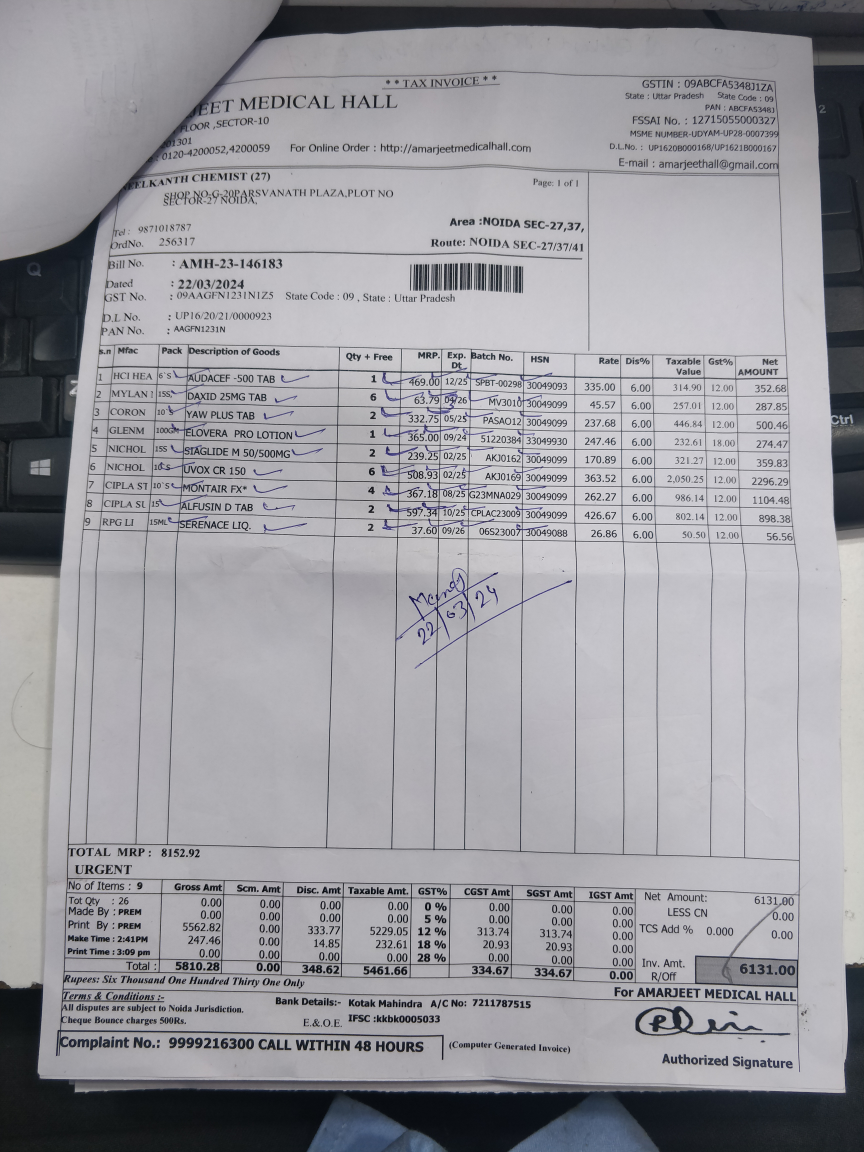 * * TAX INVOICE * *
JEET MEDICAL HALL
FLOOR ,SECTOR-10
01301
: 0120-4200052,4200059 For Online Order : http://amarjeetmedicalhall.com
GSTIN : 09ABCFA5348J1ZA
State : Uttar Pradesh State Code : 09
PAN : ABCFA5348J
FSSAI No. : 12715055000327
MSME NUMBER-UDYAM-UP28-0007399
D.L.No. : UP1620B000168/UP1621B000167
E-mail : amarjeethall@gmail.com
EELKANTH CHEMIST (27) Page: 1 of 1
SHOP NO;G-20PARSVANATH PLAZA,PLOT NO
SECTOR-27 NOIDA,
Tel : 9871018787 Area :NOIDA SEC-27,37,
OrdNo. 256317 Route: NOIDA SEC-27/37/41
Bill No. : AMH-23-146183
Dated : 22/03/2024
GST No. : 09AAGFN1231N1Z5 State Code : 09 , State : Uttar Pradesh
D.L No. : UP16/20/21/0000923
PAN No. : AAGFN1231N
s.n Mfac Pack Description of Goods Qty + Free MRP. Exp. Dt. Batch No. HSN Rate Dis% Taxable Value Gst% Net AMOUNT
1 HCI HEA 6`S AUDACEF -500 TAB 1 469.00 12/25 SPBT-00298 30049093 335.00 6.00 314.90 12.00 352.68
2 MYLAN 15S DAXID 25MG TAB 6 63.79 MV3010 30049099 45.57 6.00 257.01 12.00 287.85
3 CORON 10`S YAW PLUS TAB 2 332.75 05/25 PASAO12 30049099 237.68 6.00 446.84 12.00 500.46
4 GLENM 100GM ELOVERA PRO LOTION 1 365.00 09/24 51220384 33049930 247.46 6.00 232.61 18.00 274.47
5 NICHOL 15S SIAGLIDE M 50/500MG 2 239.25 02/25 AKJ0162 30049099 170.89 6.00 321.27 12.00 359.83
6 NICHOL 10`S UVOX CR 150 6 508.93 02/25 AKJ0169 30049099 363.52 6.00 2,050.25 12.00 2296.29
7 CIPLA ST 10`S MONTAIR FX* 4 367.18 08/25 G23MNA029 30049099 262.27 6.00 986.14 12.00 1104.48
8 CIPLA SU 15 ALFUSIN D TAB 2 597.34 10/25 CPLAC23009 30049099 426.67 6.00 802.14 12.00 898.38
9 RPG LI 15ML SERENACE LIQ. 2 37.60 09/26 06S23007 30049088 26.86 6.00 50.50 12.00 56.56
22/03/24
TOTAL MRP : 8152.92
URGENT
No of Items : 9 Gross Amt Scm. Amt Disc. Amt Taxable Amt. GST% CGST Amt SGST Amt IGST Amt Net Amount: 6131.00
Tot Qty : 26 0.00 0.00 0.00 0.00 0 % 0.00 0.00 0.00 LESS CN 0.00
Made By : PREM 0.00 0.00 0.00 0.00 5 % 0.00 0.00 0.00 TCS Add % 0.000 0.00
Print By : PREM 5562.82 0.00 333.77 5229.05 12 % 313.74 313.74 0.00
Make Time : 2:41PM 247.46 0.00 14.85 232.61 18 % 20.93 20.93 0.00
Print Time : 3:09 pm 0.00 0.00 0.00 0.00 28 % 0.00 0.00 0.00
Total : 5810.28 0.00 348.62 5461.66 334.67 334.67 0.00 Inv. Amt. R/Off 6131.00
Rupees: Six Thousand One Hundred Thirty One Only
For AMARJEET MEDICAL HALL
Terms & Conditions :-
All disputes are subject to Noida Jurisdiction.
Cheque Bounce charges 500Rs.
Bank Details:- Kotak Mahindra A/C No: 7211787515
E.& O.E. IFSC :kkbk0005033
Complaint No.: 9999216300 CALL WITHIN 48 HOURS (Computer Generated Invoice)
Authorized Signature
Q
Ctrl
2